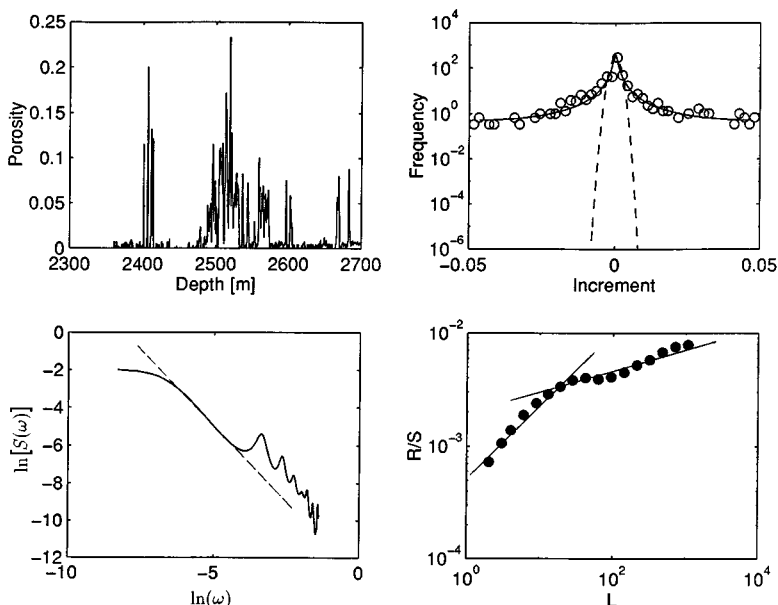 0.25
0.2
0.15
0.1
0.05
0
Porosity
2300 2400 2500 2600 2700
Depth [m]
10^4
10^2
10^0
10^-2
10^-4
10^-6
Frequency
-0.05 0 0.05
Increment
0
-2
-4
-6
-8
-10
-12
ln[S(ω)]
-10 -5 0
ln(ω)
10^-2
10^-3
10^-4
R/S
10^0 10^2 10^4
L